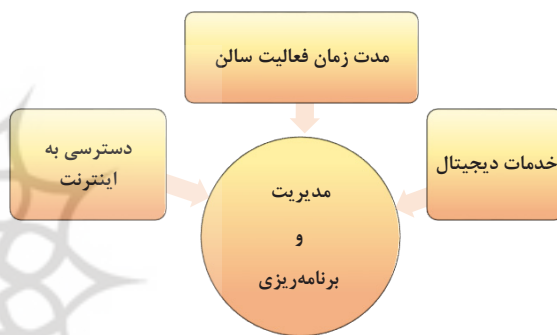 مدت زمان فعالیت سالن
خدمات دیجیتال
دسترسی به
اینترنت
مدیریت
و
برنامه‌ریزی